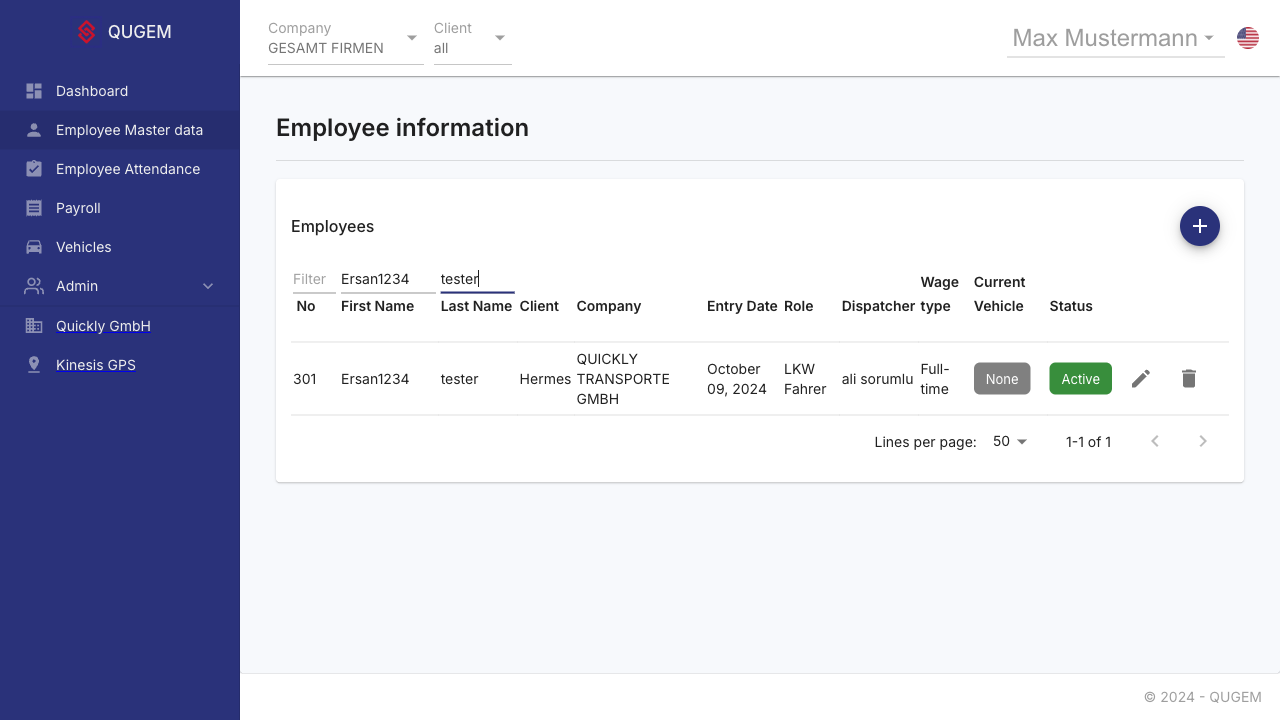 QUGEM
Dashboard
Employee Master data
Employee Attendance
Payroll
Vehicles
Admin
Quickly GmbH
Kinesis GPS
Company
GESAMT FIRMEN
Client
all
Max Mustermann
Employee information
Employees
Filter Ersan1234 tester
No First Name Last Name Client Company Entry Date Role Dispatcher Wage type Current Vehicle Status
301 Ersan1234 tester Hermes QUICKLY TRANSPORTE GMBH October 09, 2024 LKW Fahrer ali sorumlu Full-time None Active
Lines per page: 50 1-1 of 1
© 2024 - QUGEM